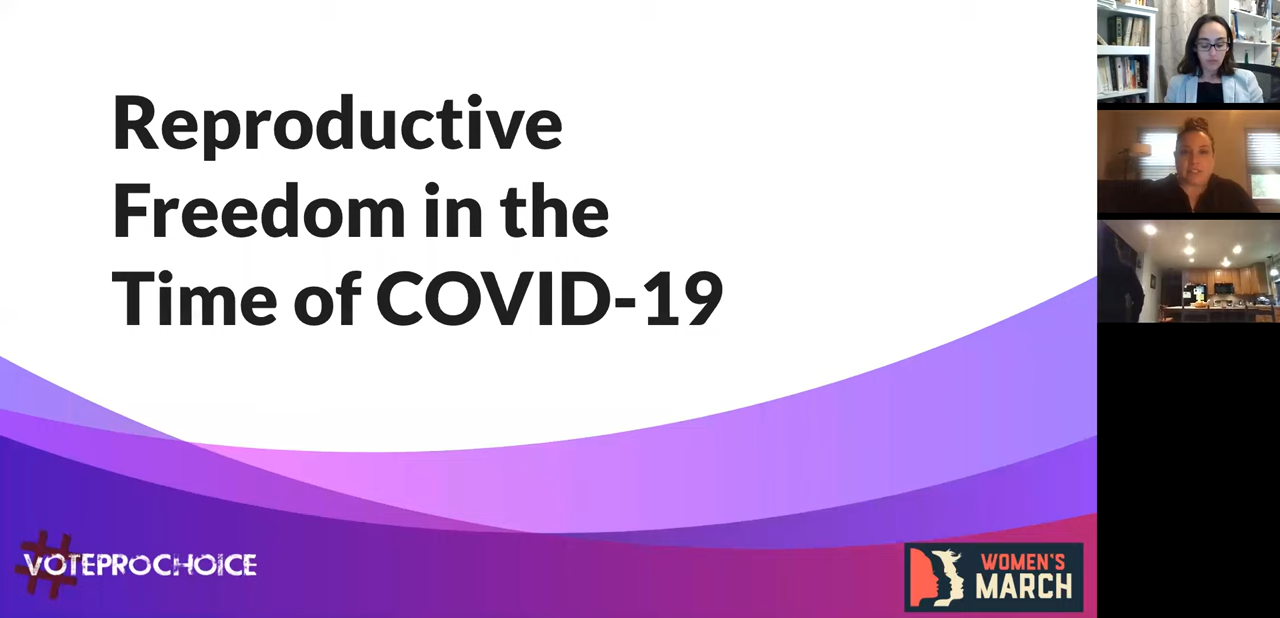 Reproductive
Freedom in the
Time of COVID-19
#VOTEPROCHOICE
WOMEN'S
MARCH